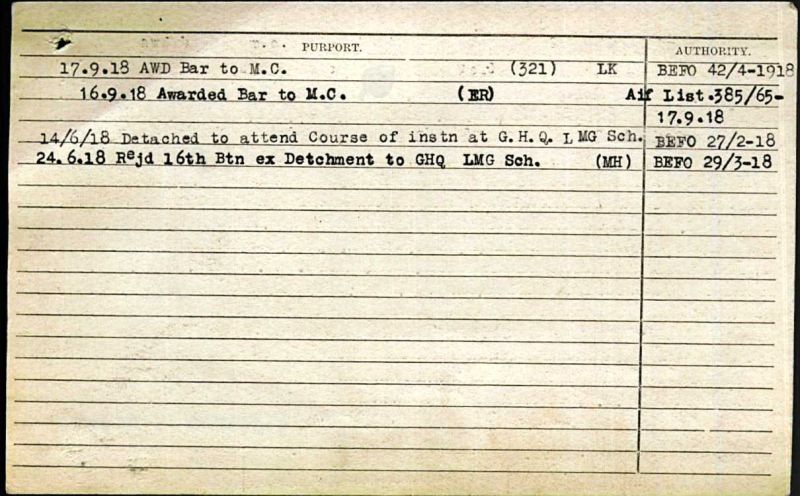 PURPORT. AUTHORITY.
17.9.18 AWD Bar to M.C. (321) LK BEFO 42/4-1918
16.9.18 Awarded Bar to M.C. (ER) Aif List.385/65-
17.9.18
14/6/18 Detached to attend Course of instn at G.H.Q. LMG Sch. BEFO 27/2-18
24.6.18 Rejd 16th Btn ex Detchment to GHQ LMG Sch. (MH) BEFO 29/3-18